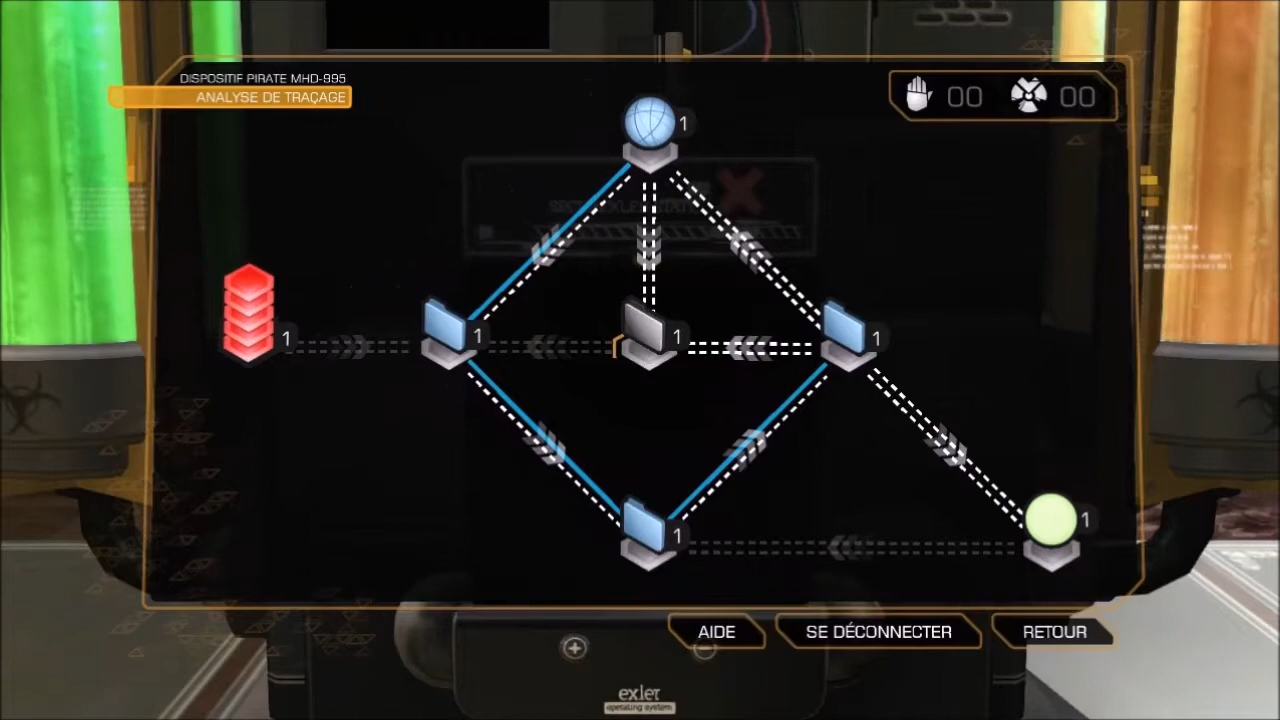 DISPOSITIF PIRATE MHD-995
ANALYSE DE TRAÇAGE
00 00
1
1 1 1 1
1 1
AIDE SE DÉCONNECTER RETOUR
exler
operating system